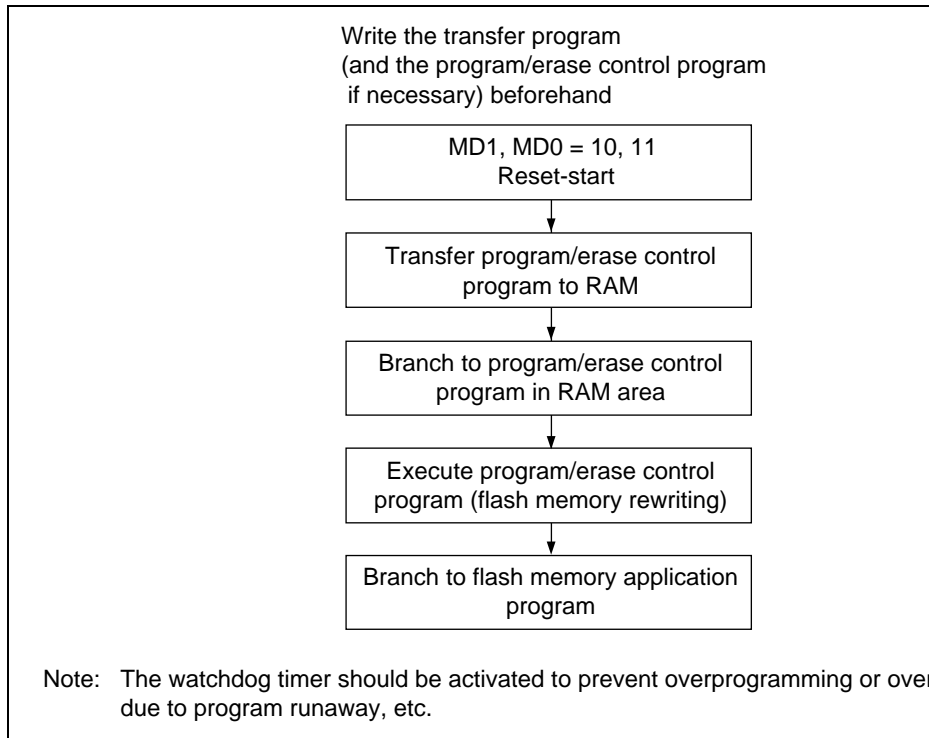 Write the transfer program
(and the program/erase control program
if necessary) beforehand
MD1, MD0 = 10, 11
Reset-start
Transfer program/erase control
program to RAM
Branch to program/erase control
program in RAM area
Execute program/erase control
program (flash memory rewriting)
Branch to flash memory application
program
Note: The watchdog timer should be activated to prevent overprogramming or over
due to program runaway, etc.